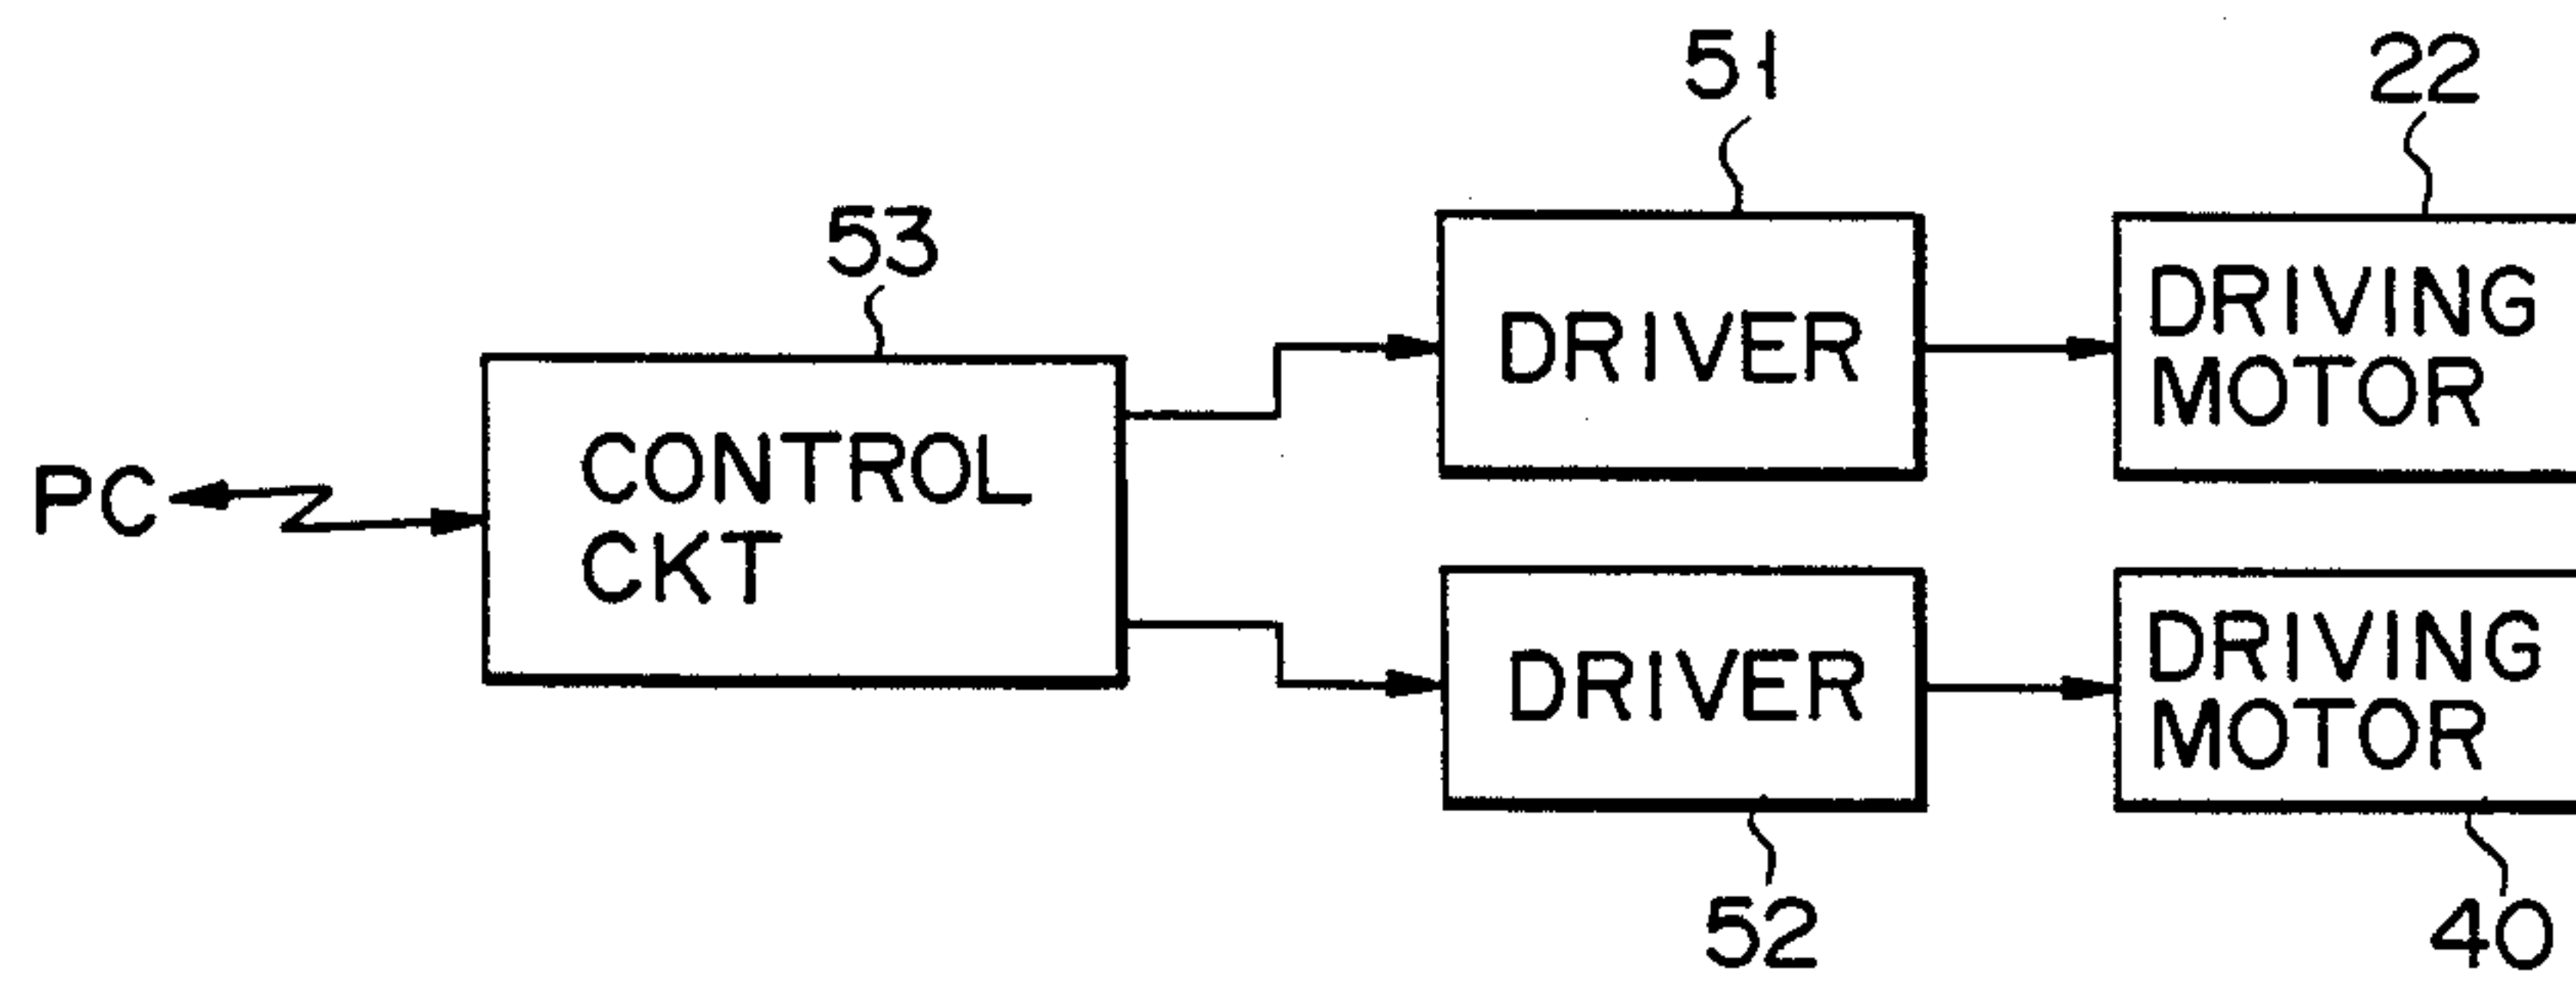 51
22
53
DRIVER
DRIVING
MOTOR
PC
CONTROL
CKT
DRIVER
DRIVING
MOTOR
52
40